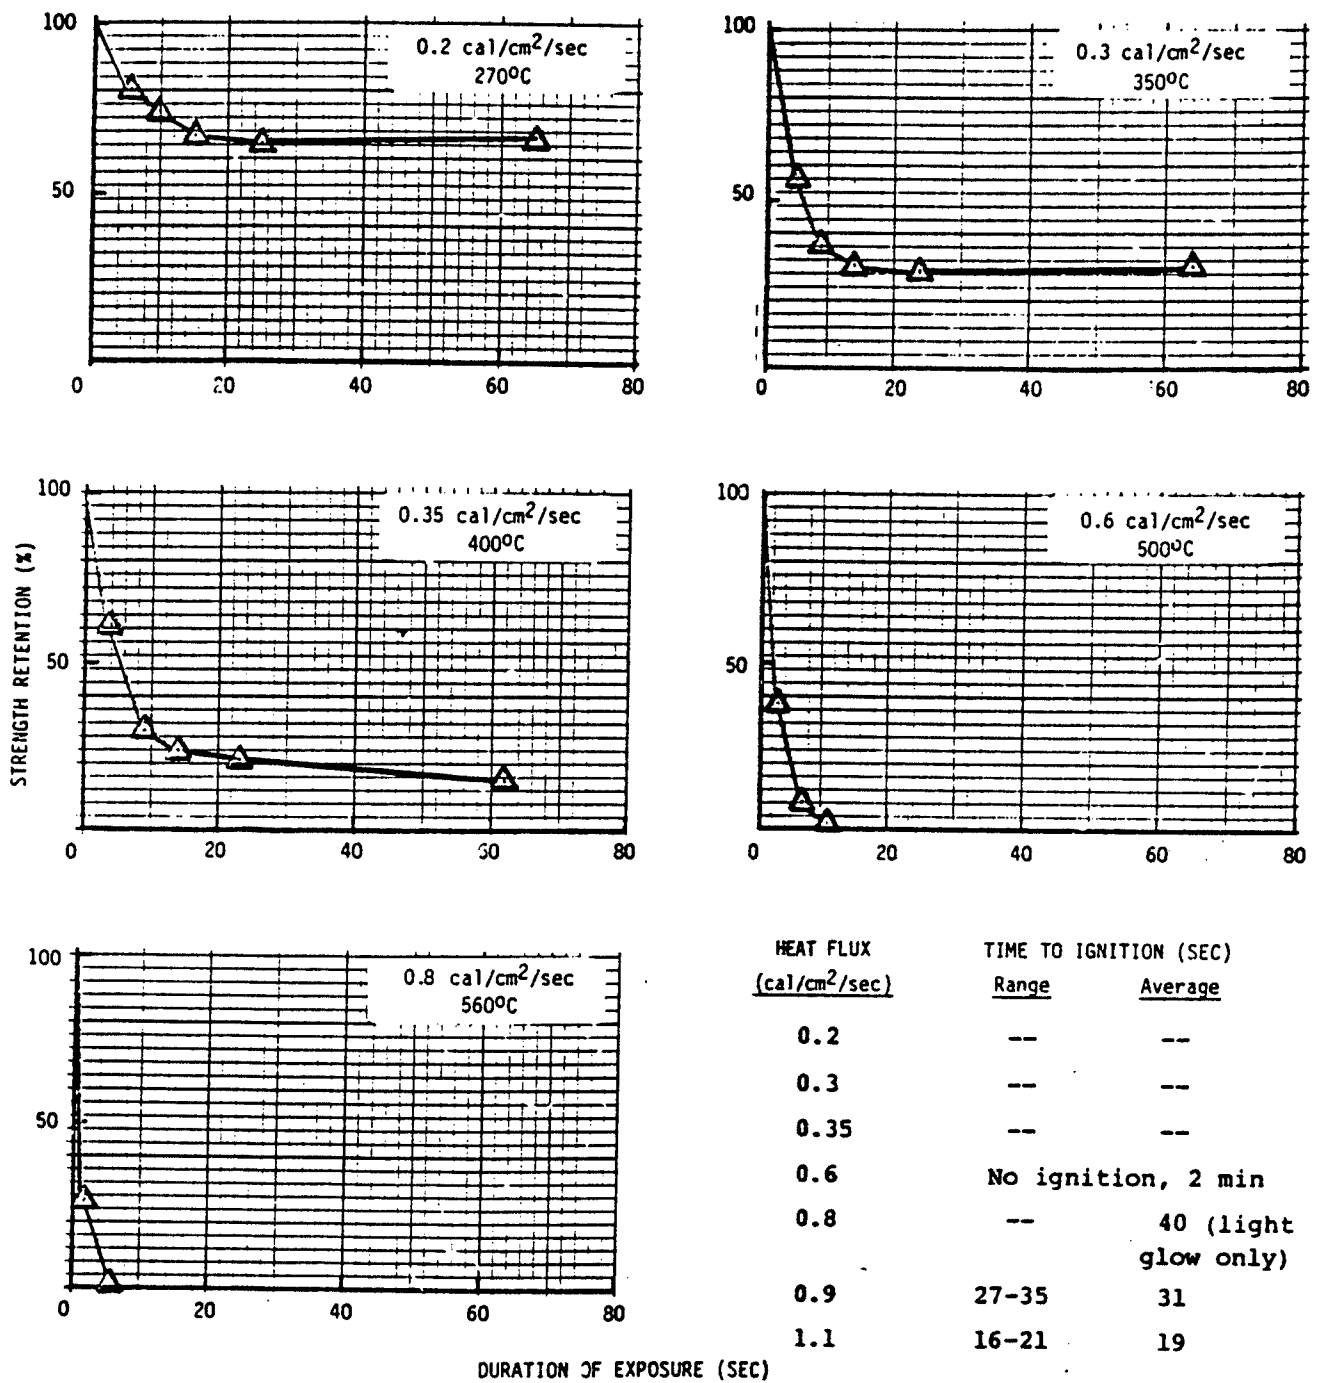 100
50
0.2 cal/cm²/sec
270°C
0 20 40 60 80
100
50
0.3 cal/cm²/sec
350°C
0 20 40 60 80
STRENGTH RETENTION (%)
100
50
0.35 cal/cm²/sec
400°C
0 20 40 60 80
100
50
0.6 cal/cm²/sec
500°C
0 20 40 60 80
100
50
0.8 cal/cm²/sec
560°C
0 20 40 60 80
HEAT FLUX TIME TO IGNITION (SEC)
(cal/cm²/sec) Range Average
0.2 -- --
0.3 -- --
0.35 -- --
0.6 No ignition, 2 min
0.8 -- 40 (light
glow only)
0.9 27-35 31
1.1 16-21 19
DURATION OF EXPOSURE (SEC)